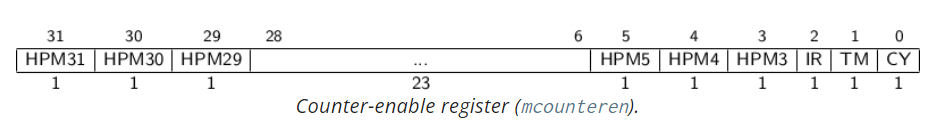 31 30 29 28 6 5 4 3 2 1 0
HPM31 HPM30 HPM29 ... HPM5 HPM4 HPM3 IR TM CY
1 1 1 23 1 1 1 1 1 1
Counter-enable register (mcounteren).